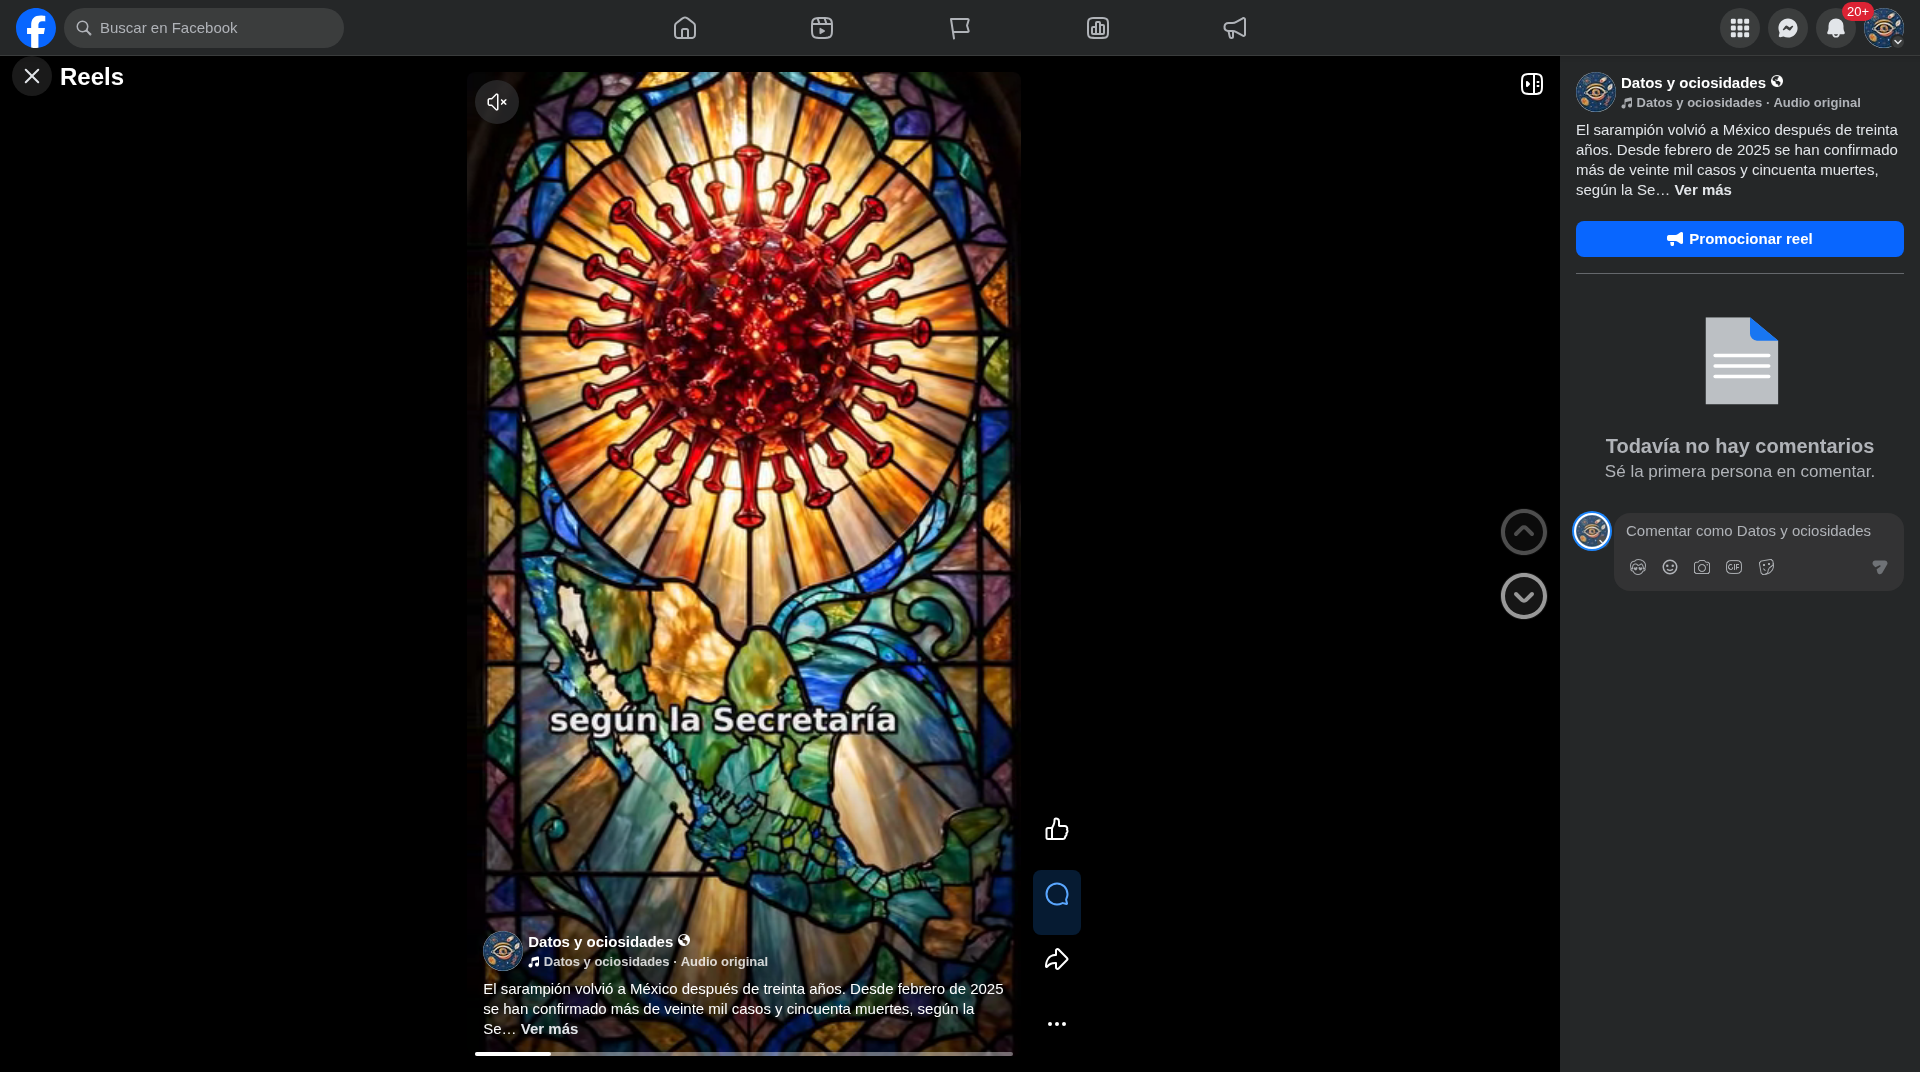 Buscar en Facebook
20+
Reels
según la Secretaría
Datos y ociosidades
Datos y ociosidades · Audio original
El sarampión volvió a México después de treinta años. Desde febrero de 2025
se han confirmado más de veinte mil casos y cincuenta muertes, según la
Se… Ver más
Datos y ociosidades
Datos y ociosidades · Audio original
El sarampión volvió a México después de treinta
años. Desde febrero de 2025 se han confirmado
más de veinte mil casos y cincuenta muertes,
según la Se… Ver más
Promocionar reel
Todavía no hay comentarios
Sé la primera persona en comentar.
Comentar como Datos y ociosidades
GIF